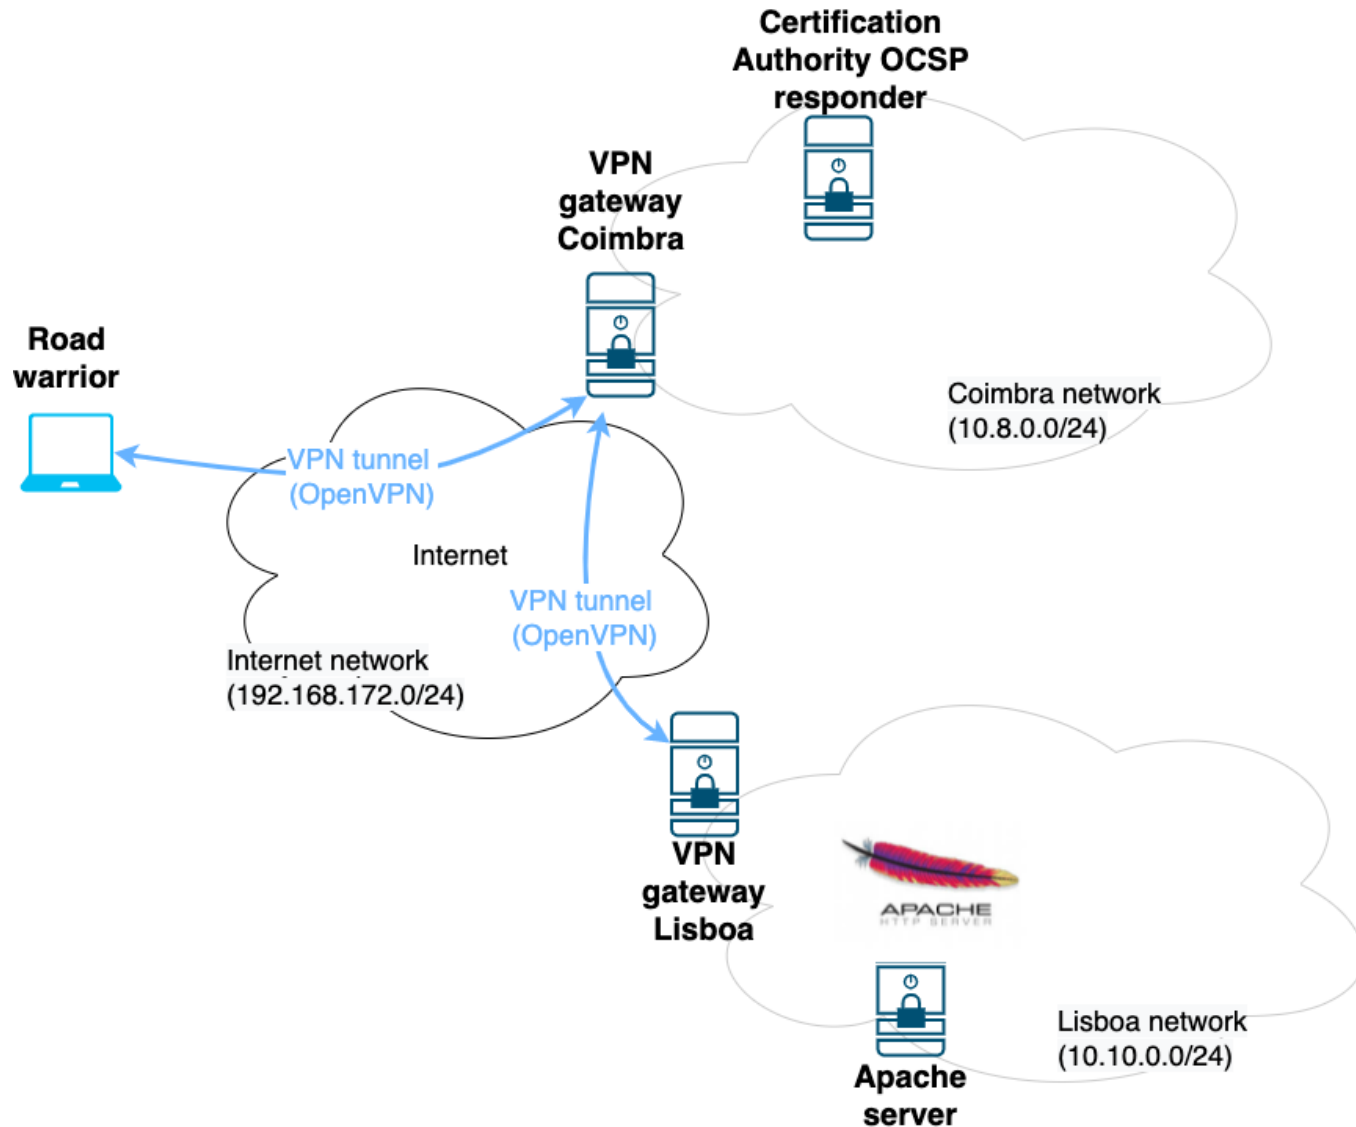 Certification
Authority OCSP
responder
VPN
gateway
Coimbra
Road
warrior
Coimbra network
(10.8.0.0/24)
VPN tunnel
(OpenVPN)
Internet
VPN tunnel
(OpenVPN)
Internet network
(192.168.172.0/24)
VPN
gateway
Lisboa
APACHE
HTTP SERVER
Lisboa network
(10.10.0.0/24)
Apache
server